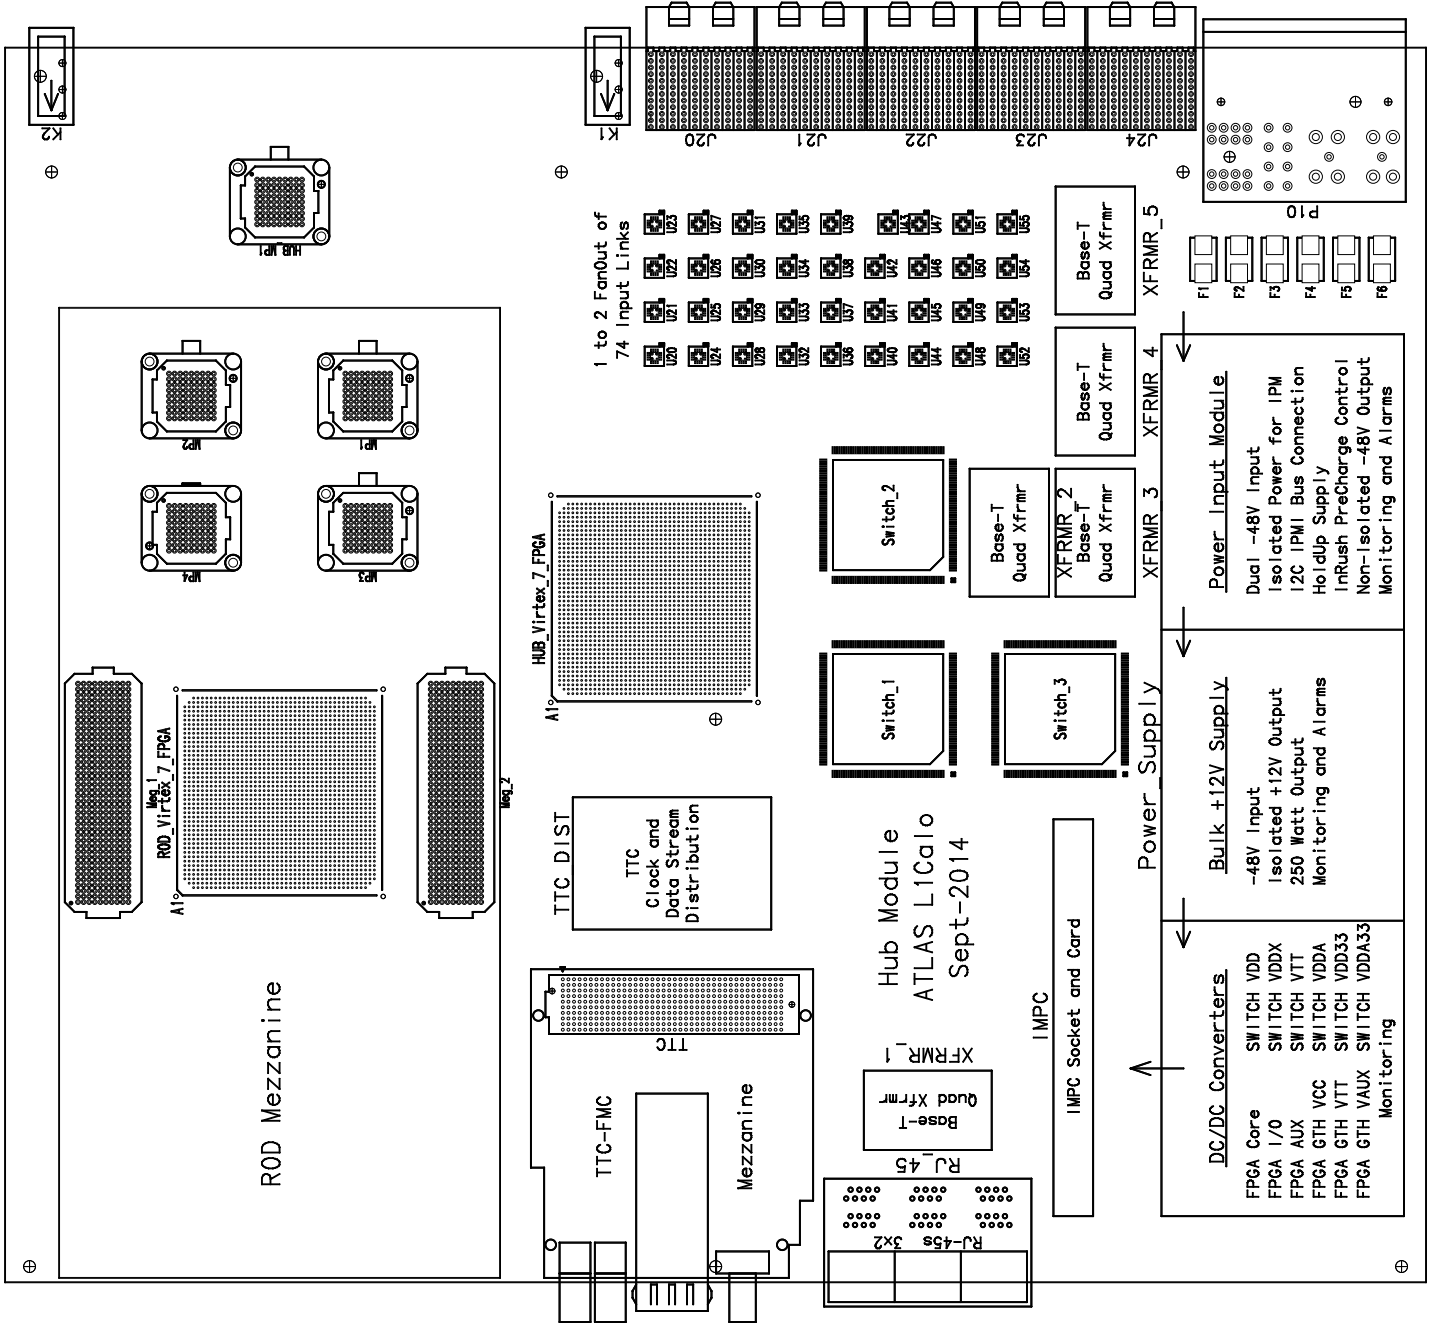 K2
K1
J20
J21
J22
J23
J24
P10
HUB_MP1
1 to 2 FanOut of
74 Input Links
U23
U27
U31
U35
U39
U43
U47
U51
U55
U22
U26
U30
U34
U38
U42
U46
U50
U54
U21
U25
U29
U33
U37
U41
U45
U49
U53
U20
U24
U28
U32
U36
U40
U44
U48
U52
Base-T
Quad Xfrmr
XFRMR_5
F1
F2
F3
F4
F5
F6
Base-T
Quad Xfrmr
XFRMR_4
MP2
MP1
MP4
MP3
HUB_Virtex_7_FPGA
A1
Switch_2
Base-T
Quad Xfrmr
XFRMR_2
Base-T
Quad Xfrmr
XFRMR_3
Power Input Module
Dual -48V Input
Isolated Power for IPM
I2C IPMI Bus Connection
HoldUp Supply
InRush PreCharge Control
Non-Isolated -48V Output
Monitoring and Alarms
Meg_1
ROD_Virtex_7_FPGA
A1
Meg_2
Switch_1
Switch_3
Power_Supply
Bulk +12V Supply
-48V Input
Isolated +12V Output
250 Watt Output
Monitoring and Alarms
TTC DIST
TTC
Clock and
Data Stream
Distribution
Hub Module
ATLAS L1Calo
Sept-2014
IMPC
IMPC Socket and Card
ROD Mezzanine
TTC
TTC-FMC
Mezzanine
XFRMR_1
Base-T
Quad Xfrmr
RJ_45
RJ-45s 3x2
DC/DC Converters
FPGA Core SWITCH VDD
FPGA I/O SWITCH VDDX
FPGA AUX SWITCH VTT
FPGA GTH VCC SWITCH VDDA
FPGA GTH VTT SWITCH VDD33
FPGA GTH VAUX SWITCH VDDA33
Monitoring